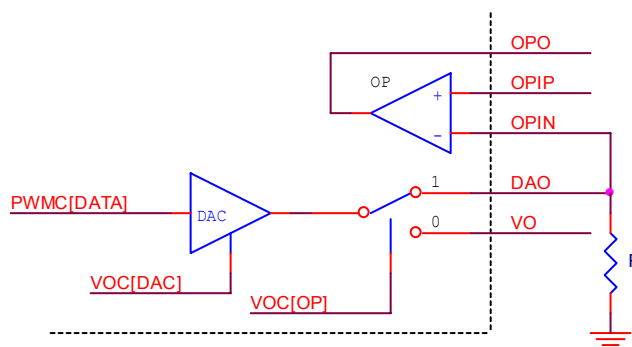 OPO
OP
OPIP
+
OPIN
-
1
DAO
DAC
PWMC[DATA]
0
VO
VOC[DAC]
VOC[OP]